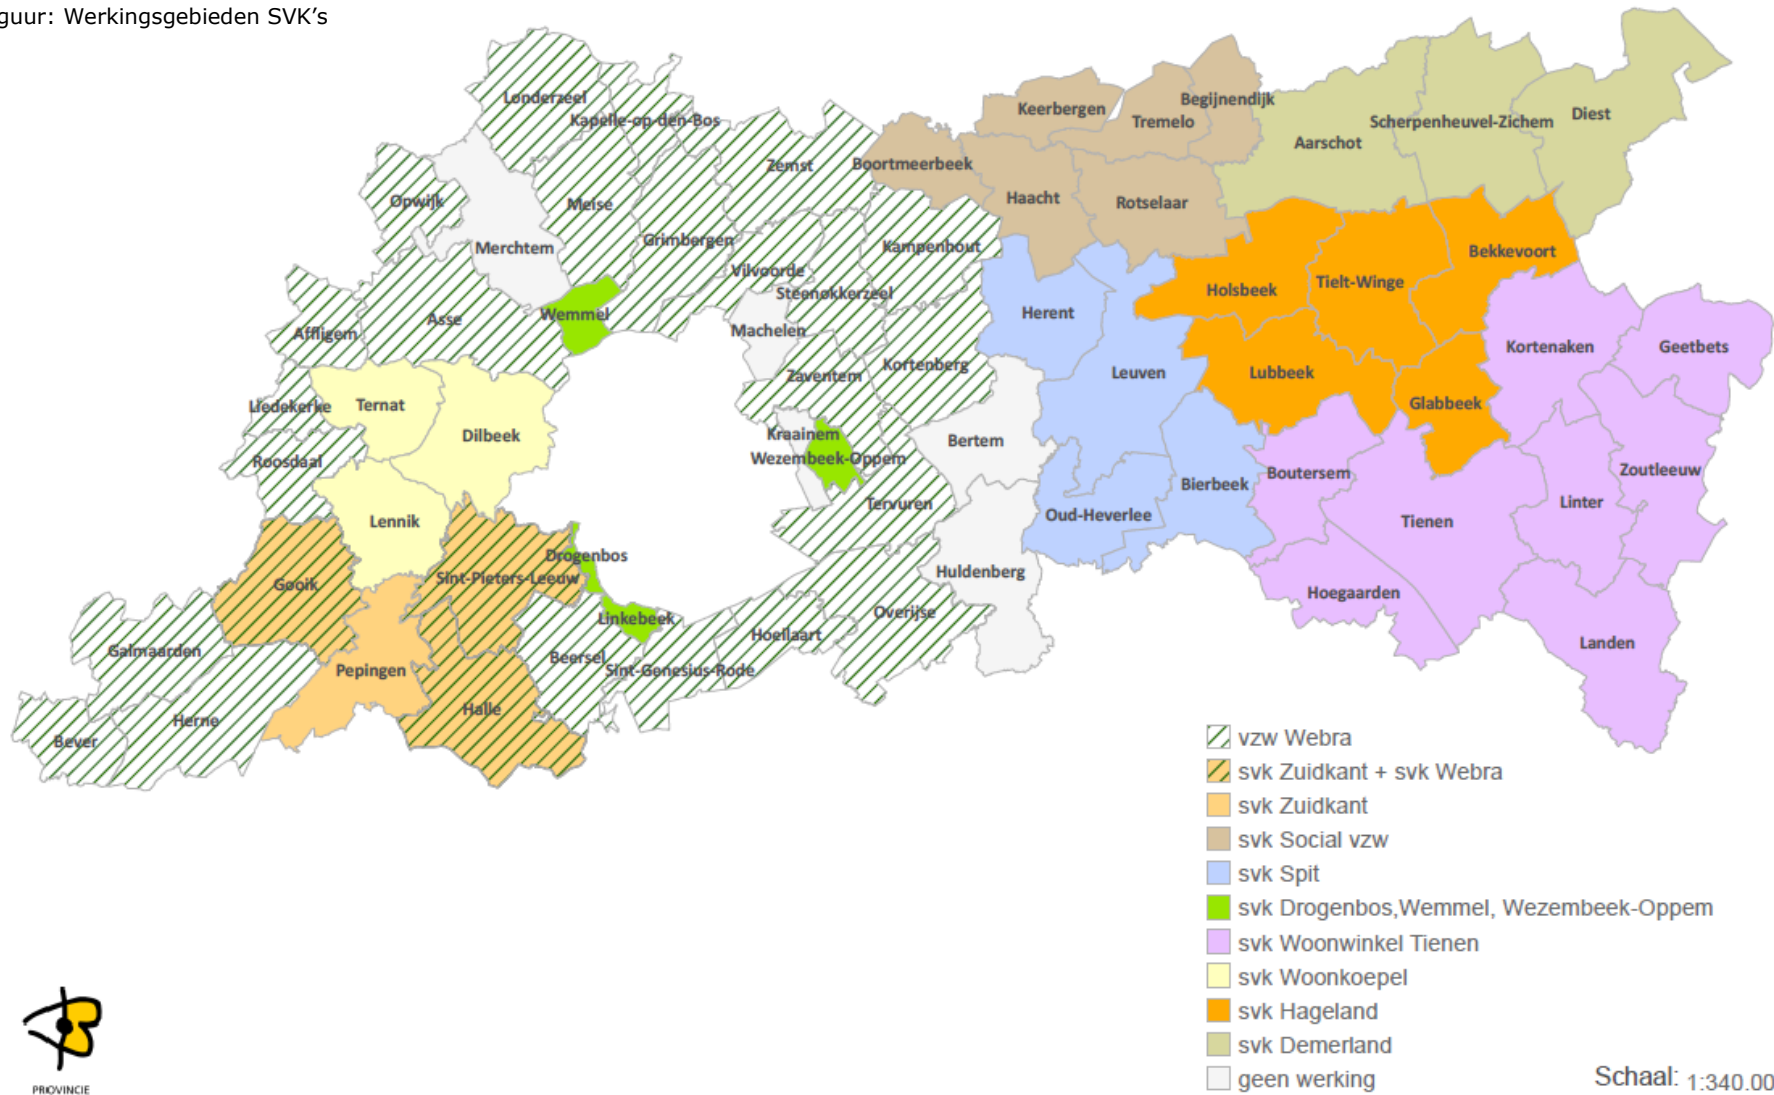 guur: Werkingsgebieden SVK's
Londerzeel
Kapelle-op-den-Bos
Zemst
Opwijk
Meise
Merchtem
Grimbergen
Vilvoorde
Kampenhout
Steenokkerzeel
Machelen
Wemmel
Asse
Affligem
Zaventem
Kortenberg
Liedekerke
Ternat
Dilbeek
Roosdaal
Kraainem
Wezembeek-Oppem
Bertem
Tervuren
Lennik
Drogenbos
Sint-Pieters-Leeuw
Gooik
Linkebeek
Hoeilaart
Overijse
Huldenberg
Galmaarden
Pepingen
Beersel
Sint-Genesius-Rode
Halle
Herne
Bever
Keerbergen
Tremelo
Begijnendijk
Boortmeerbeek
Haacht
Rotselaar
Aarschot
Scherpenheuvel-Zichem
Diest
Herent
Leuven
Holsbeek
Tielt-Winge
Bekkevoort
Lubbeek
Glabbeek
Kortenaken
Geetbets
Bierbeek
Oud-Heverlee
Boutersem
Tienen
Linter
Zoutleeuw
Hoegaarden
Landen
vzw Webra
svk Zuidkant + svk Webra
svk Zuidkant
svk Social vzw
svk Spit
svk Drogenbos,Wemmel, Wezembeek-Oppem
svk Woonwinkel Tienen
svk Woonkoepel
svk Hageland
svk Demerland
geen werking
Schaal: 1:340.00
PROVINCIE